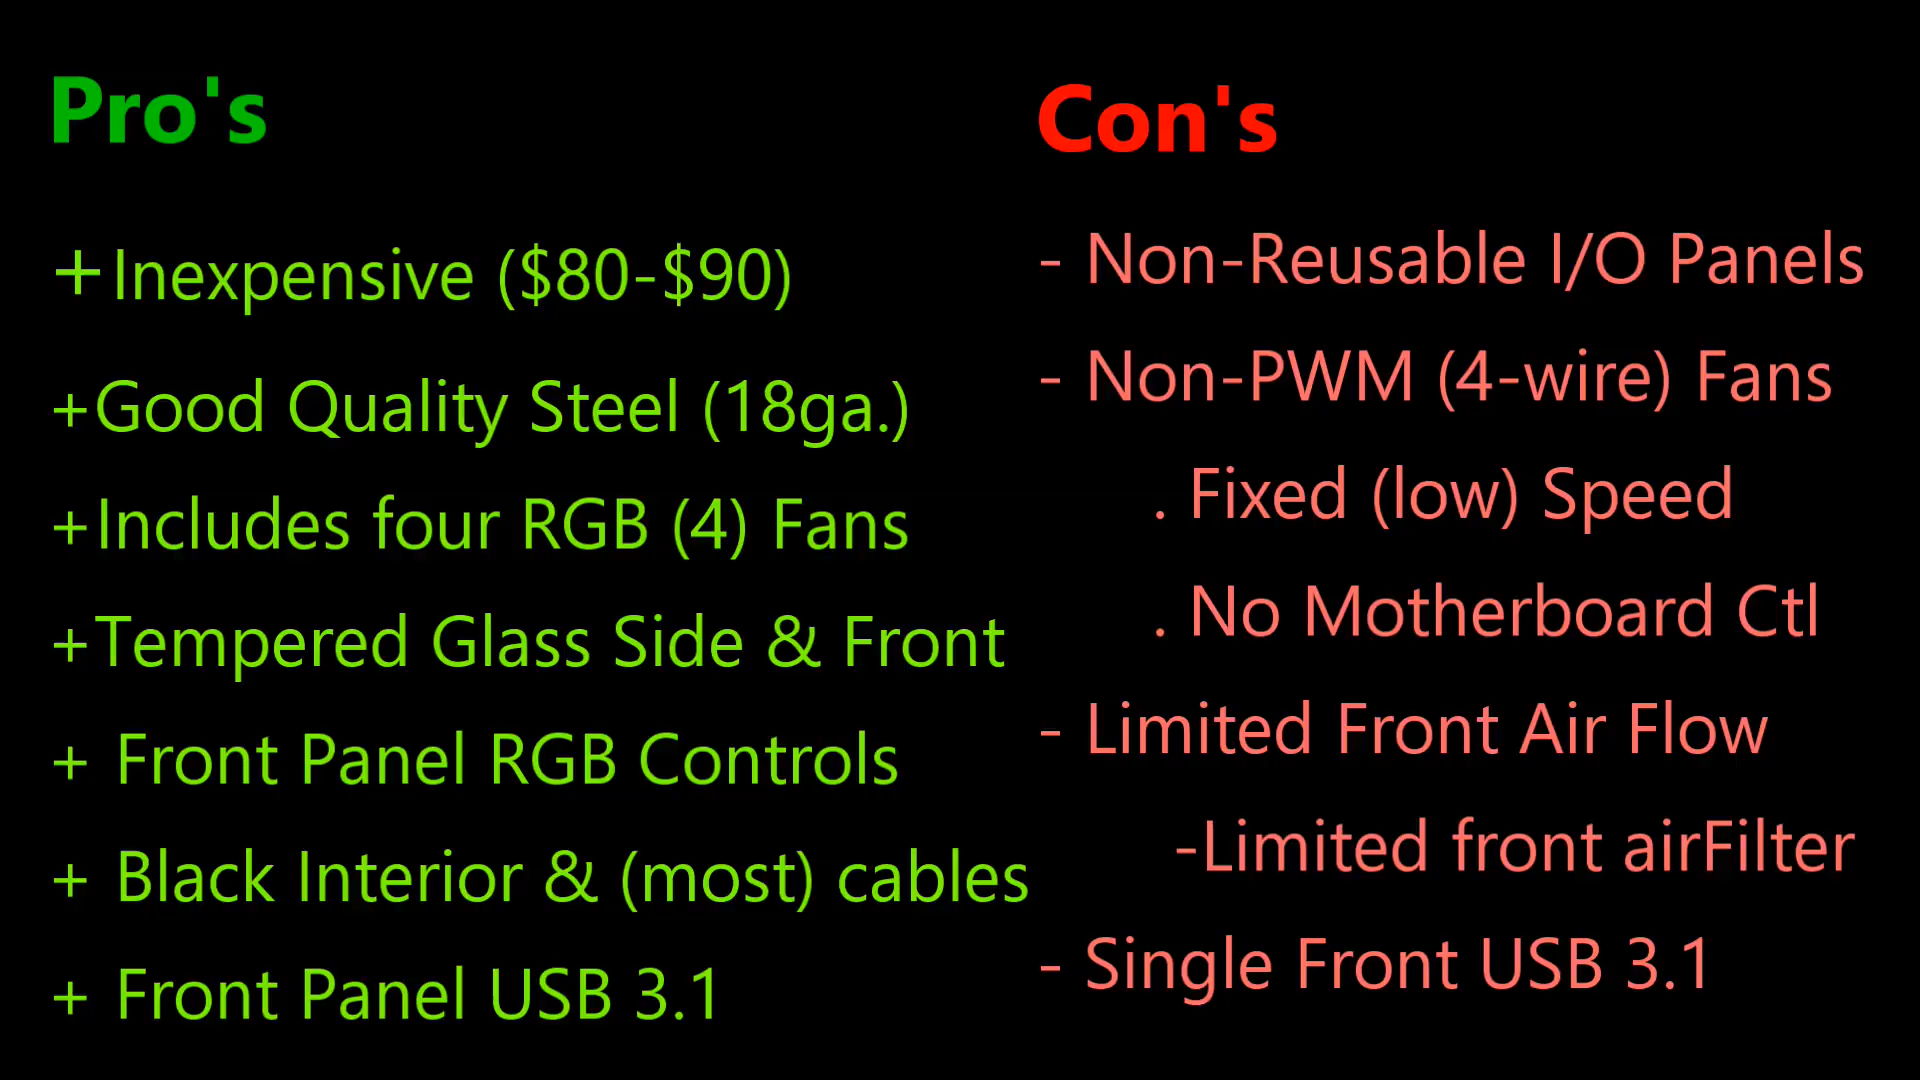 Pro's
+Inexpensive ($80-$90)
+Good Quality Steel (18ga.)
+Includes four RGB (4) Fans
+Tempered Glass Side & Front
+ Front Panel RGB Controls
+ Black Interior & (most) cables
+ Front Panel USB 3.1
Con's
- Non-Reusable I/O Panels
- Non-PWM (4-wire) Fans
. Fixed (low) Speed
. No Motherboard Ctl
- Limited Front Air Flow
-Limited front airFilter
- Single Front USB 3.1